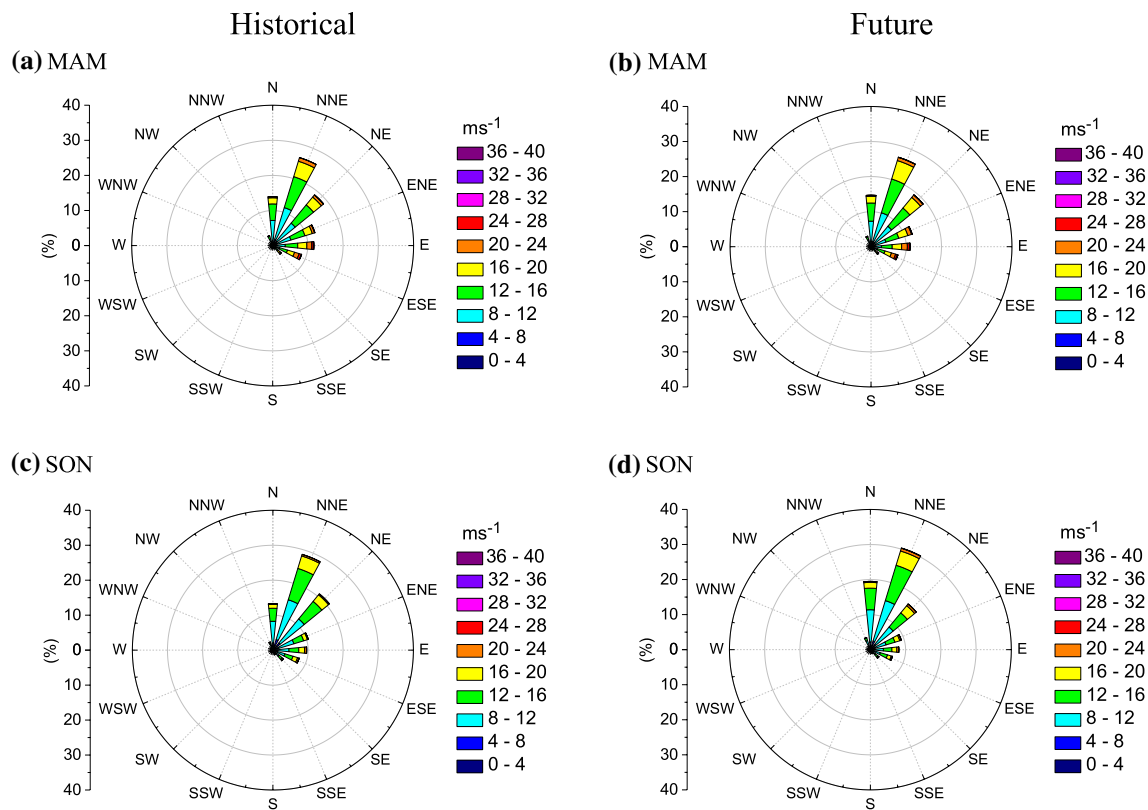 Historical
Future
(a) MAM
40
30
20
10
0
10
20
30
40
(%)
N
NNE
NE
ENE
E
ESE
SE
SSE
S
SSW
SW
WSW
W
WNW
NW
NNW
ms-1
36 - 40
32 - 36
28 - 32
24 - 28
20 - 24
16 - 20
12 - 16
8 - 12
4 - 8
0 - 4
(b) MAM
40
30
20
10
0
10
20
30
40
(%)
N
NNE
NE
ENE
E
ESE
SE
SSE
S
SSW
SW
WSW
W
WNW
NW
NNW
ms-1
36 - 40
32 - 36
28 - 32
24 - 28
20 - 24
16 - 20
12 - 16
8 - 12
4 - 8
0 - 4
(c) SON
40
30
20
10
0
10
20
30
40
(%)
N
NNE
NE
ENE
E
ESE
SE
SSE
S
SSW
SW
WSW
W
WNW
NW
NNW
ms-1
36 - 40
32 - 36
28 - 32
24 - 28
20 - 24
16 - 20
12 - 16
8 - 12
4 - 8
0 - 4
(d) SON
40
30
20
10
0
10
20
30
40
(%)
N
NNE
NE
ENE
E
ESE
SE
SSE
S
SSW
SW
WSW
W
WNW
NW
NNW
ms-1
36 - 40
32 - 36
28 - 32
24 - 28
20 - 24
16 - 20
12 - 16
8 - 12
4 - 8
0 - 4